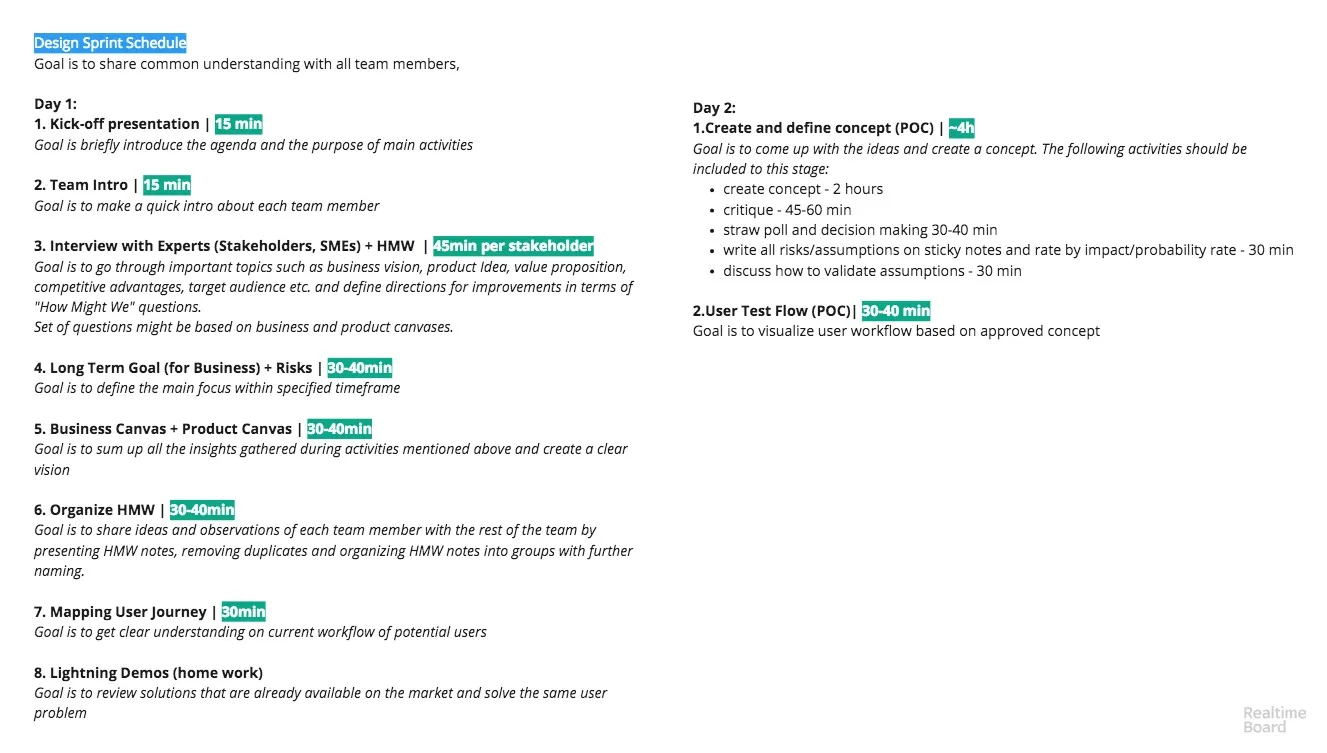 Design Sprint Schedule
Goal is to share common understanding with all team members,
Day 1:
1. Kick-off presentation | 15 min
Goal is briefly introduce the agenda and the purpose of main activities
2. Team Intro | 15 min
Goal is to make a quick intro about each team member
3. Interview with Experts (Stakeholders, SMEs) + HMW | 45min per stakeholder
Goal is to go through important topics such as business vision, product Idea, value proposition,
competitive advantages, target audience etc. and define directions for improvements in terms of
"How Might We" questions.
Set of questions might be based on business and product canvases.
4. Long Term Goal (for Business) + Risks | 30-40min
Goal is to define the main focus within specified timeframe
5. Business Canvas + Product Canvas | 30-40min
Goal is to sum up all the insights gathered during activities mentioned above and create a clear
vision
6. Organize HMW | 30-40min
Goal is to share ideas and observations of each team member with the rest of the team by
presenting HMW notes, removing duplicates and organizing HMW notes into groups with further
naming.
7. Mapping User Journey | 30min
Goal is to get clear understanding on current workflow of potential users
8. Lightning Demos (home work)
Goal is to review solutions that are already available on the market and solve the same user
problem
Day 2:
1.Create and define concept (POC) | ~4h
Goal is to come up with the ideas and create a concept. The following activities should be
included to this stage:
• create concept - 2 hours
• critique - 45-60 min
• straw poll and decision making 30-40 min
• write all risks/assumptions on sticky notes and rate by impact/probability rate - 30 min
• discuss how to validate assumptions - 30 min
2.User Test Flow (POC)| 30-40 min
Goal is to visualize user workflow based on approved concept
Realtime
Board